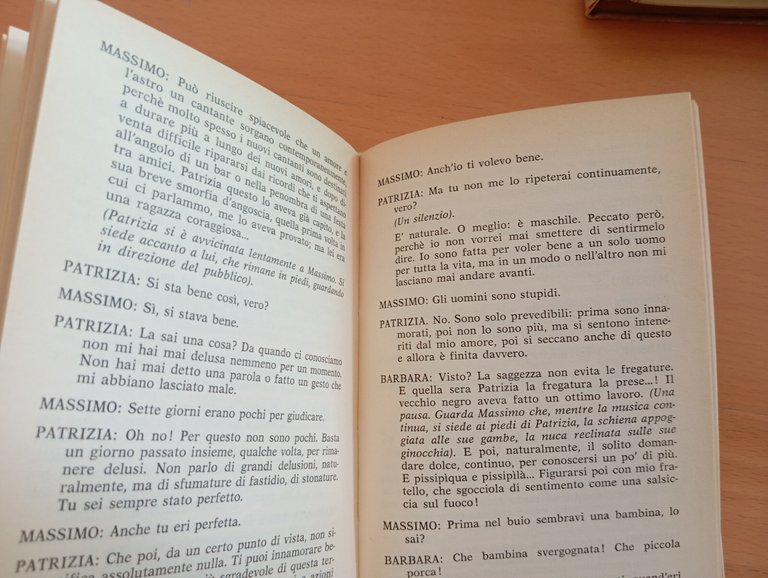 MASSIMO: Può riuscire spiacevole che un amore e
l'astro un cantante sorgano contemporaneamente,
perchè molto spesso i nuovi cantanti sono destinati
a durare più a lungo dei nuovi amori, e dopo di-
venta difficile ripararsi dai ricordi che ti aspettano
all'angolo di un bar o nella penombra di una festa
tra amici. Patrizia questo lo aveva già capito, e la
sua breve smorfia d'angoscia, quella prima volta in
cui ci parlammo, me lo aveva provato; ma lei era
una ragazza coraggiosa...
(Patrizia si è avvicinata lentamente a Massimo. Si
siede accanto a lui, che rimane in piedi, guardando
in direzione del pubblico).
PATRIZIA: Si sta bene così, vero?
MASSIMO: Sì, si stava bene.
PATRIZIA: La sai una cosa? Da quando ci conosciamo
non mi hai mai delusa nemmeno per un momento.
Non hai mai detto una parola o fatto un gesto che
mi abbiano lasciato male.
MASSIMO: Sette giorni erano pochi per giudicare.
PATRIZIA: Oh no! Per questo non sono pochi. Basta
un giorno passato insieme, qualche volta, per rima-
nere delusi. Non parlo di grandi delusioni, natu-
ralmente, ma di sfumature di fastidio, di stonature.
Tu sei sempre stato perfetto.
MASSIMO: Anche tu eri perfetta.
PATRIZIA: Che poi, da un certo punto di vista, non si-
assolutamente nulla. Ti puoi innamorare be-
sgradevole di questa ter-
e azioni
MASSIMO: Anch'io ti volevo bene.
PATRIZIA: Ma tu non me lo ripeterai continuamente,
vero?
(Un silenzio).
E' naturale. O meglio: è maschile. Peccato però,
perchè io non vorrei mai smettere di sentirmelo
dire. Io sono fatta per voler bene a un solo uomo
per tutta la vita, ma in un modo o nell'altro non mi
lasciano mai andare avanti.
MASSIMO: Gli uomini sono stupidi.
PATRIZIA. No. Sono solo prevedibili: prima sono inna-
morati, poi non lo sono più, ma si sentono intene-
riti dal mio amore, poi si seccano anche di questo
e allora è finita davvero.
BARBARA: Visto? La saggezza non evita le fregature.
E quella sera Patrizia la fregatura la prese...! Il
vecchio negro aveva fatto un ottimo lavoro. (Una
pausa. Guarda Massimo che, mentre la musica con-
tinua, si siede ai piedi di Patrizia, la schiena appog-
giata alle sue gambe, la nuca reclinata sulle sue
ginocchia). E poi, naturalmente, il solito doman-
dare dolce, continuo, per conoscersi un po' di più.
E pissipiqua e pissipilà... Figurarsi poi con mio fra-
tello, che sgocciola di sentimento come una salsic-
cia sul fuoco!
MASSIMO: Prima nel buio sembravi una bambina, lo
sai?
BARBARA: Che bambina svergognata! Che piccola
porca!